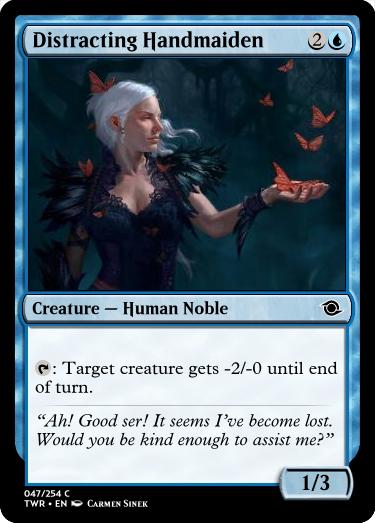 Distracting Handmaiden 2
Creature — Human Noble
: Target creature gets -2/-0 until end
of turn.
“Ah! Good ser! It seems I’ve become lost.
Would you be kind enough to assist me?”
1/3
047/254 C
TWR • EN Carmen Sinek